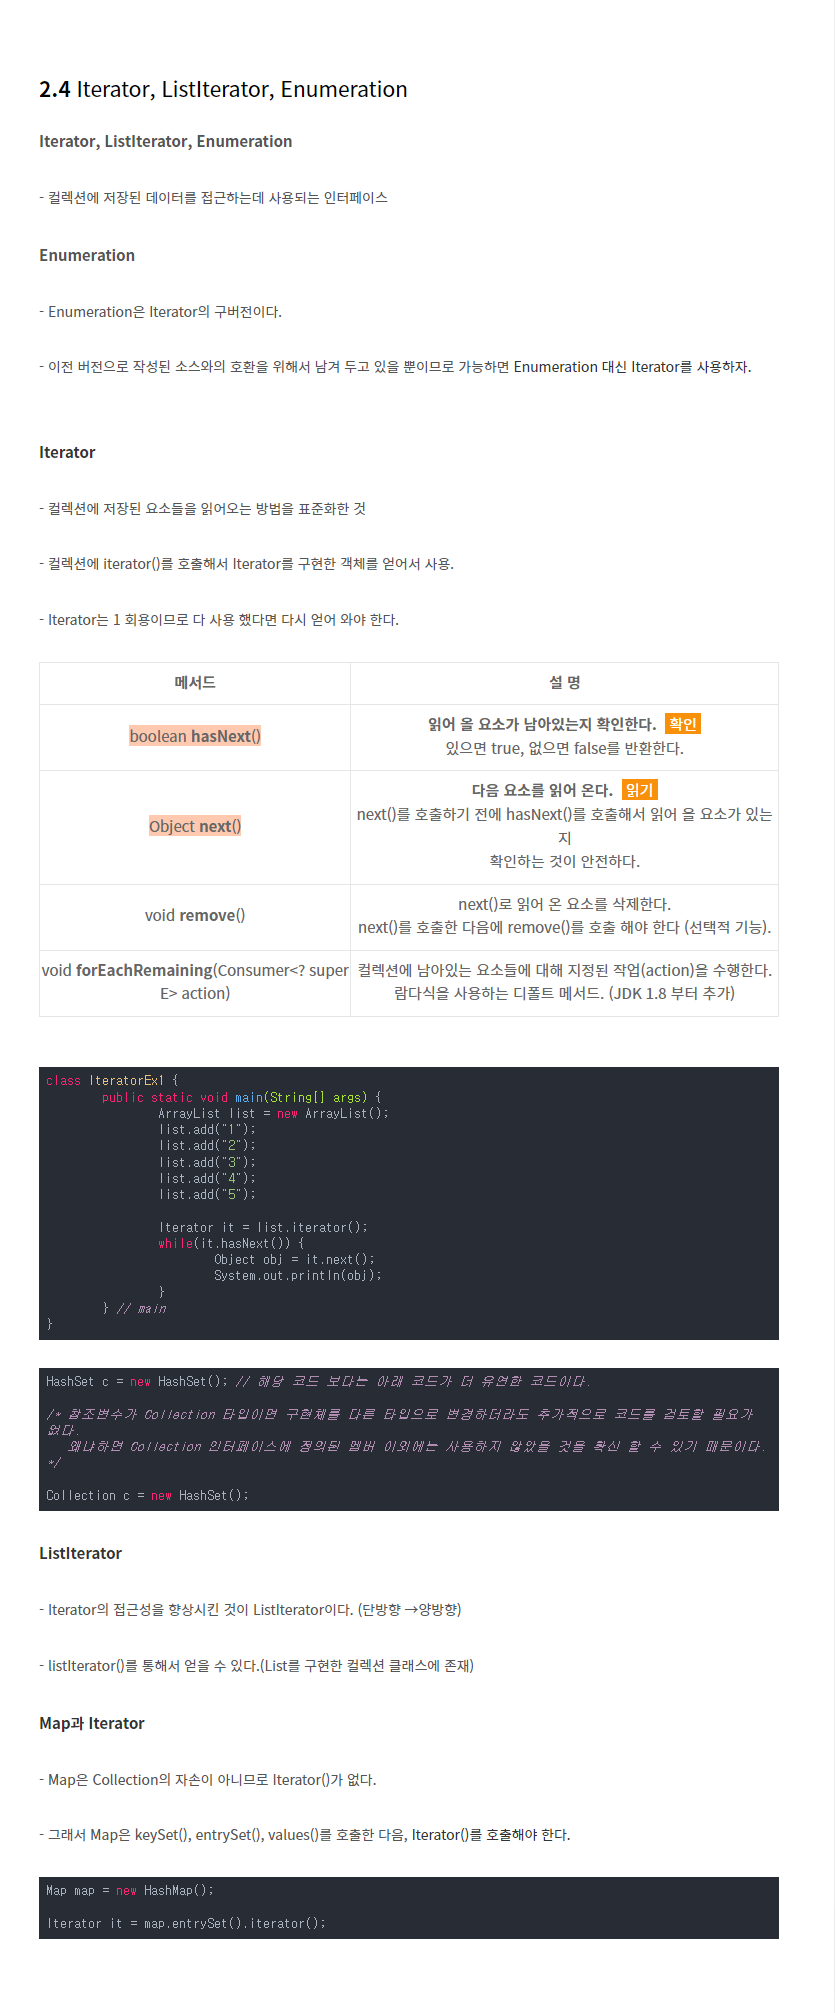 2.4 Iterator, ListIterator, Enumeration
Iterator, ListIterator, Enumeration
- 컬렉션에 저장된 데이터를 접근하는데 사용되는 인터페이스
Enumeration
- Enumeration은 Iterator의 구버전이다.
- 이전 버전으로 작성된 소스와의 호환을 위해서 남겨 두고 있을 뿐이므로 가능하면 Enumeration 대신 Iterator를 사용하자.
Iterator
- 컬렉션에 저장된 요소들을 읽어오는 방법을 표준화한 것
- 컬렉션에 iterator()를 호출해서 Iterator를 구현한 객체를 얻어서 사용.
- Iterator는 1 회용이므로 다 사용 했다면 다시 얻어 와야 한다.
메서드 설 명
boolean hasNext()
읽어 올 요소가 남아있는지 확인한다. 확인
있으면 true, 없으면 false를 반환한다.
Object next()
다음 요소를 읽어 온다. 읽기
next()를 호출하기 전에 hasNext()를 호출해서 읽어 을 요소가 있는
지
확인하는 것이 안전하다.
void remove()
next()로 읽어 온 요소를 삭제한다.
next()를 호출한 다음에 remove()를 호출 해야 한다 (선택적 기능).
void forEachRemaining(Consumer<? super
E> action)
컬렉션에 남아있는 요소들에 대해 지정된 작업(action)을 수행한다.
람다식을 사용하는 디폴트 메서드. (JDK 1.8 부터 추가)
class IteratorEx1 {
public static void main(String[] args) {
ArrayList list = new ArrayList();
list.add("1");
list.add("2");
list.add("3");
list.add("4");
list.add("5");
Iterator it = list.iterator();
while(it.hasNext()) {
Object obj = it.next();
System.out.println(obj);
}
} // main
}
HashSet c = new HashSet(); // 해당 코드 보다는 아래 코드가 더 유연한 코드이다.
/* 참조변수가 Collection 타입이면 구현체를 다른 타입으로 변경하더라도 추가적으로 코드를 검토할 필요가
없다.
왜냐하면 Collection 인터페이스에 정의된 멤버 이외에는 사용하지 않았을 것을 확신 할 수 있기 때문이다.
*/
Collection c = new HashSet();
ListIterator
- Iterator의 접근성을 향상시킨 것이 ListIterator이다. (단방향 →양방향)
- listIterator()를 통해서 얻을 수 있다.(List를 구현한 컬렉션 클래스에 존재)
Map과 Iterator
- Map은 Collection의 자손이 아니므로 Iterator()가 없다.
- 그래서 Map은 keySet(), entrySet(), values()를 호출한 다음, Iterator()를 호출해야 한다.
Map map = new HashMap();
Iterator it = map.entrySet().iterator();